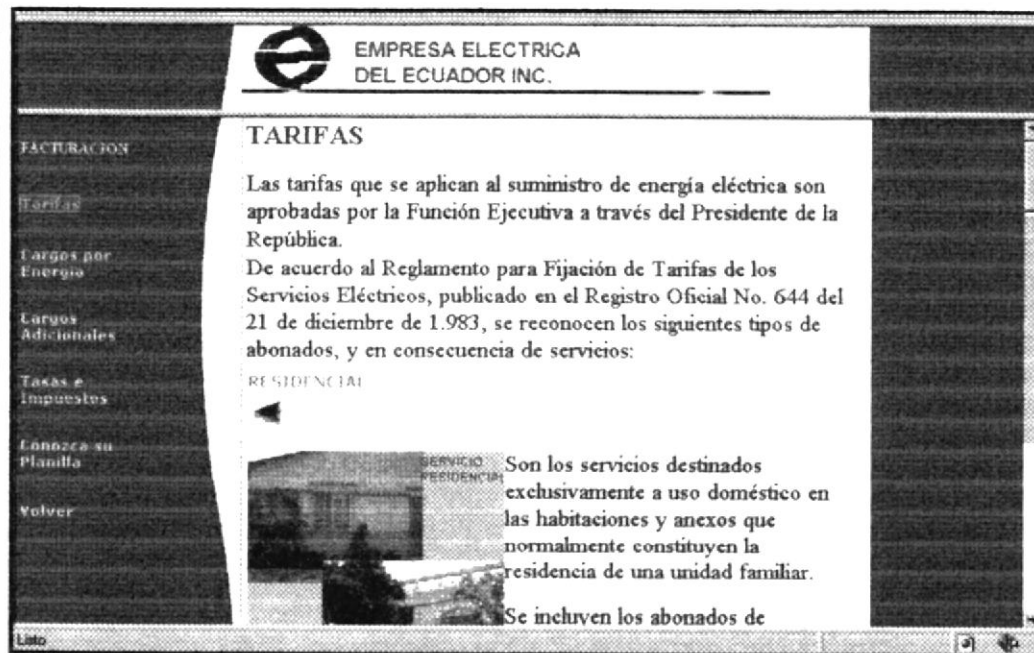 EMPRESA ELECTRICA
DEL ECUADOR INC.
FACTURACION
Tarifas
Cargos por
Energia
Cargos
Adicionales
Tasas e
Impuestos
Conozca su
Planilla
Volver
TARIFAS
Las tarifas que se aplican al suministro de energía eléctrica son
aprobadas por la Función Ejecutiva a través del Presidente de la
República.
De acuerdo al Reglamento para Fijación de Tarifas de los
Servicios Eléctricos, publicado en el Registro Oficial No. 644 del
21 de diciembre de 1.983, se reconocen los siguientes tipos de
abonados, y en consecuencia de servicios:
RESIDENCIAL
SERVICIO
RESIDENCIAL
Son los servicios destinados
exclusivamente a uso doméstico en
las habitaciones y anexos que
normalmente constituyen la
residencia de una unidad familiar.
Se incluyen los abonados de
Listo